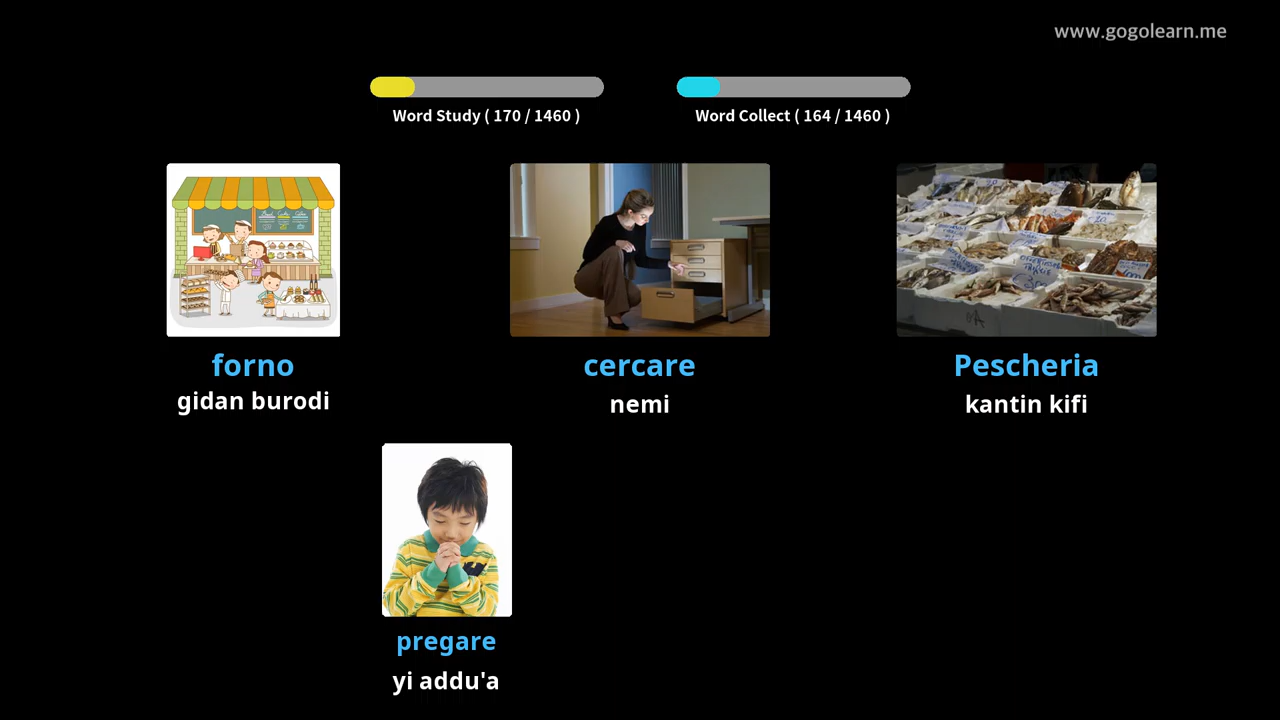 www.gogolearn.me
Word Study ( 170 / 1460 )
Word Collect ( 164 / 1460 )
forno
gidan burodi
cercare
nemi
Pescheria
kantin kifi
pregare
yi addu'a